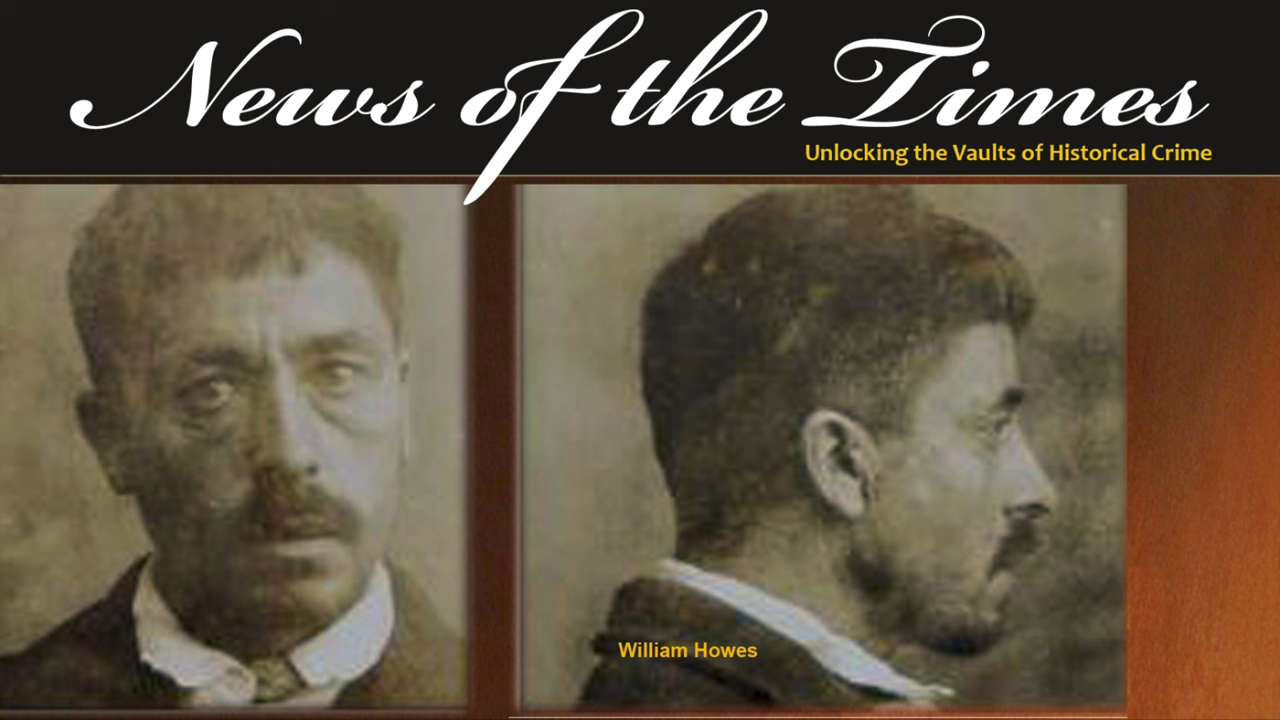 News of the Times
Unlocking the Vaults of Historical Crime
William Howes